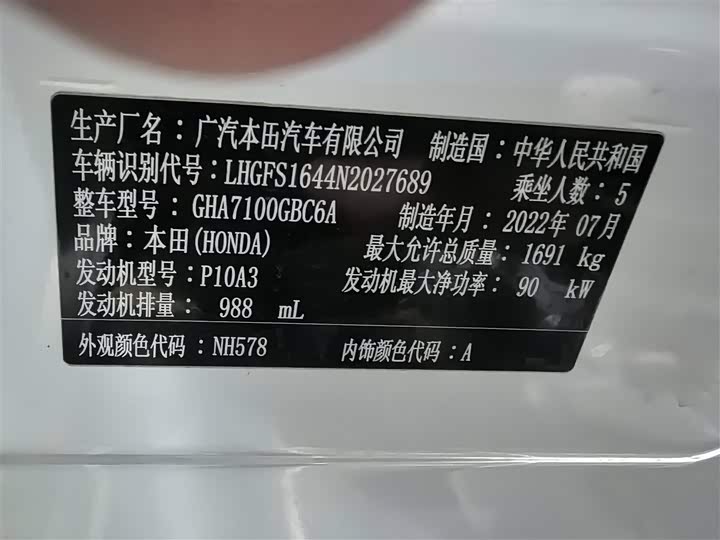 生产厂名：广汽本田汽车有限公司 制造国：中华人民共和国
车辆识别代号：LHGFS1644N2027689 乘坐人数：5
整车型号：GHA7100GBC6A 制造年月：2022年 07月
品牌：本田(HONDA) 最大允许总质量：1691 kg
发动机型号：P10A3 发动机最大净功率：90 kW
发动机排量：988 mL
外观颜色代码：NH578 内饰颜色代码：A